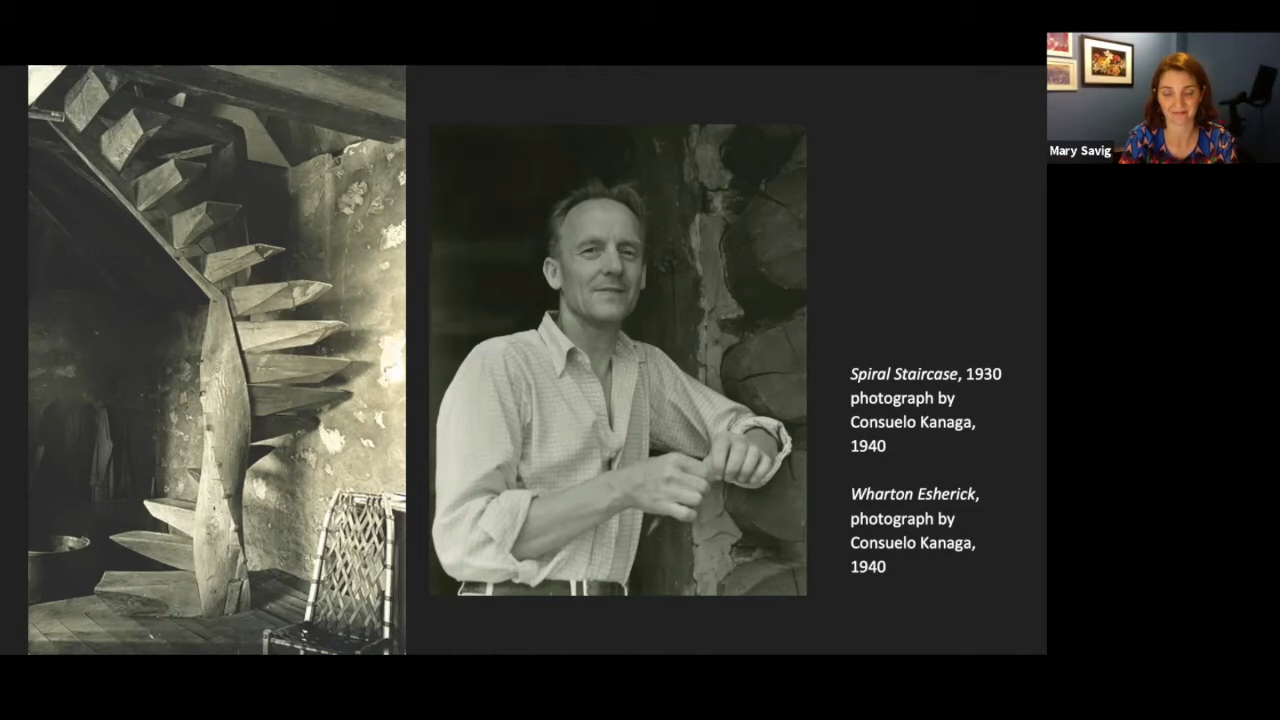 Mary Savig
Spiral Staircase, 1930
photograph by
Consuelo Kanaga,
1940
Wharton Esherick,
photograph by
Consuelo Kanaga,
1940